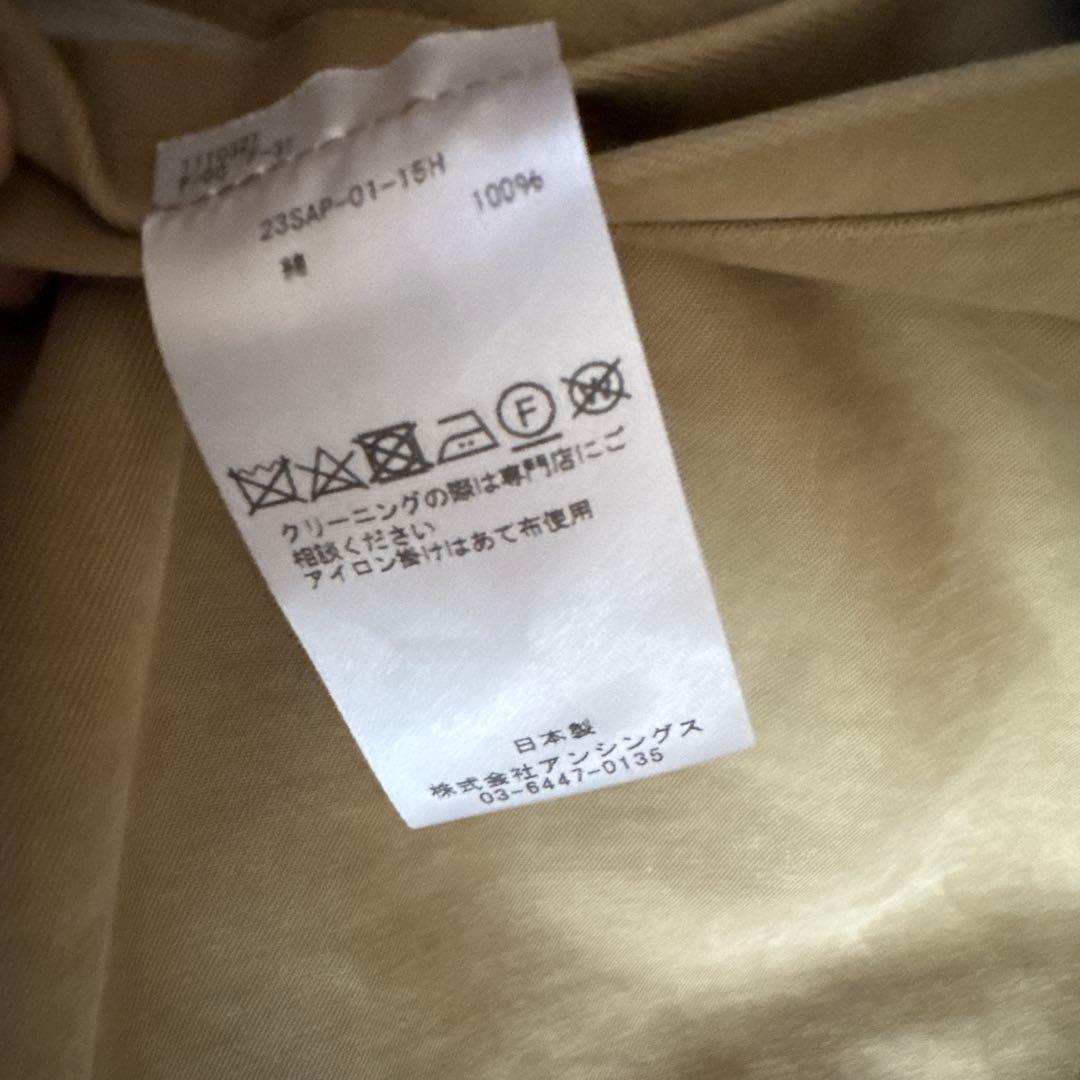 23SAP-01-15H
綿 100%
F
W
クリーニングの際は専門店にご
相談ください
アイロン掛けはあて布使用
日本製
株式会社アンシングス
03-6447-0135